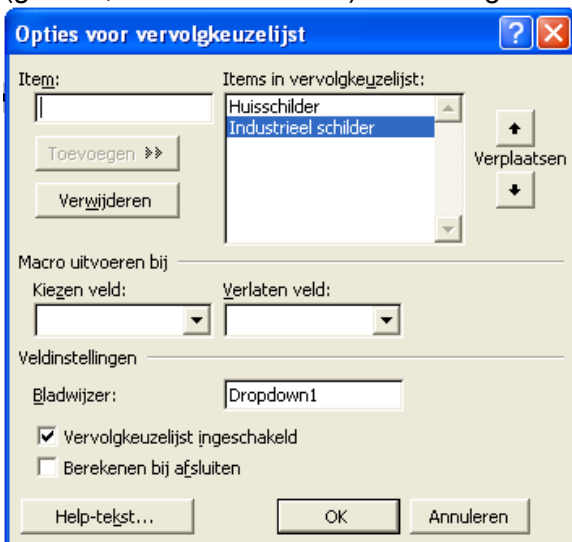 Opties voor vervolgkeuzelijst
Item:
Items in vervolgkeuzelijst:
Huisschilder
Industrieel schilder
Toevoegen
Verplaatsen
Verwijderen
Macro uitvoeren bij
Kiezen veld:
Verlaten veld:
Veldinstellingen
Bladwijzer:
Dropdown1
Vervolgkeuzelijst ingeschakeld
Berekenen bij afsluiten
Help-tekst...
OK
Annuleren